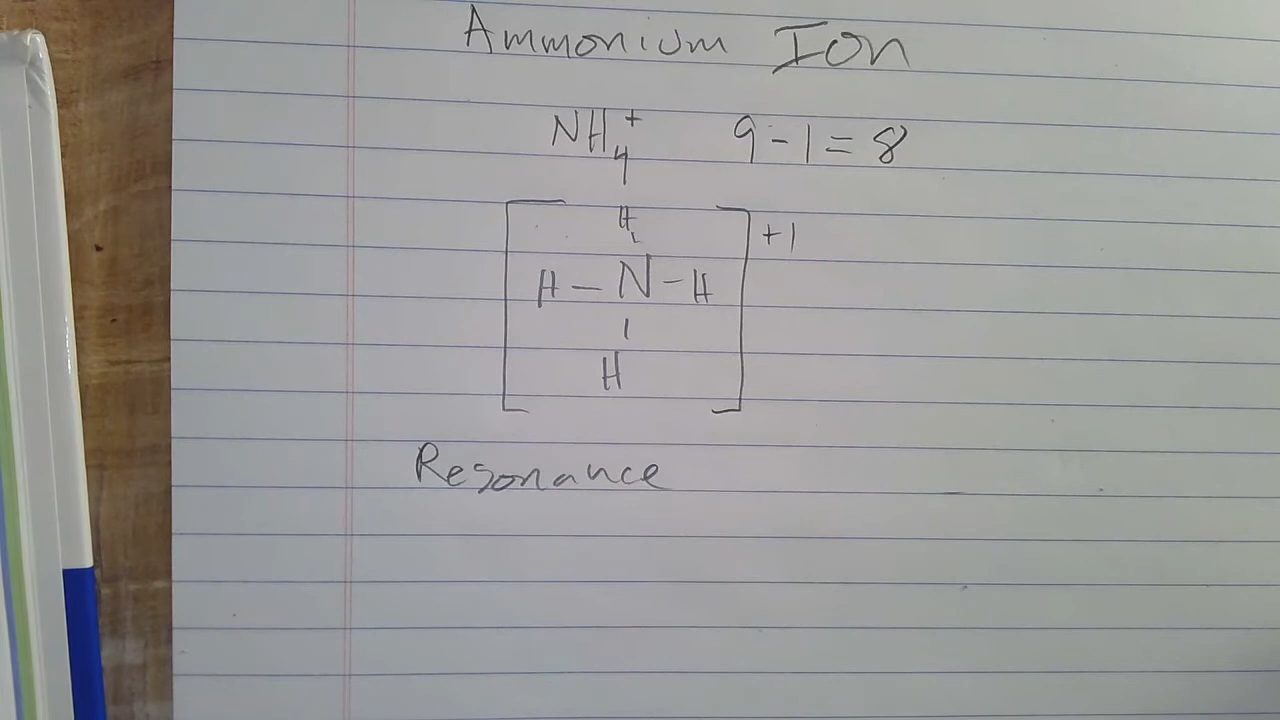 Ammonium Ion
NH₄⁺ 9-1=8
H +1
H-N-H
H
Resonance